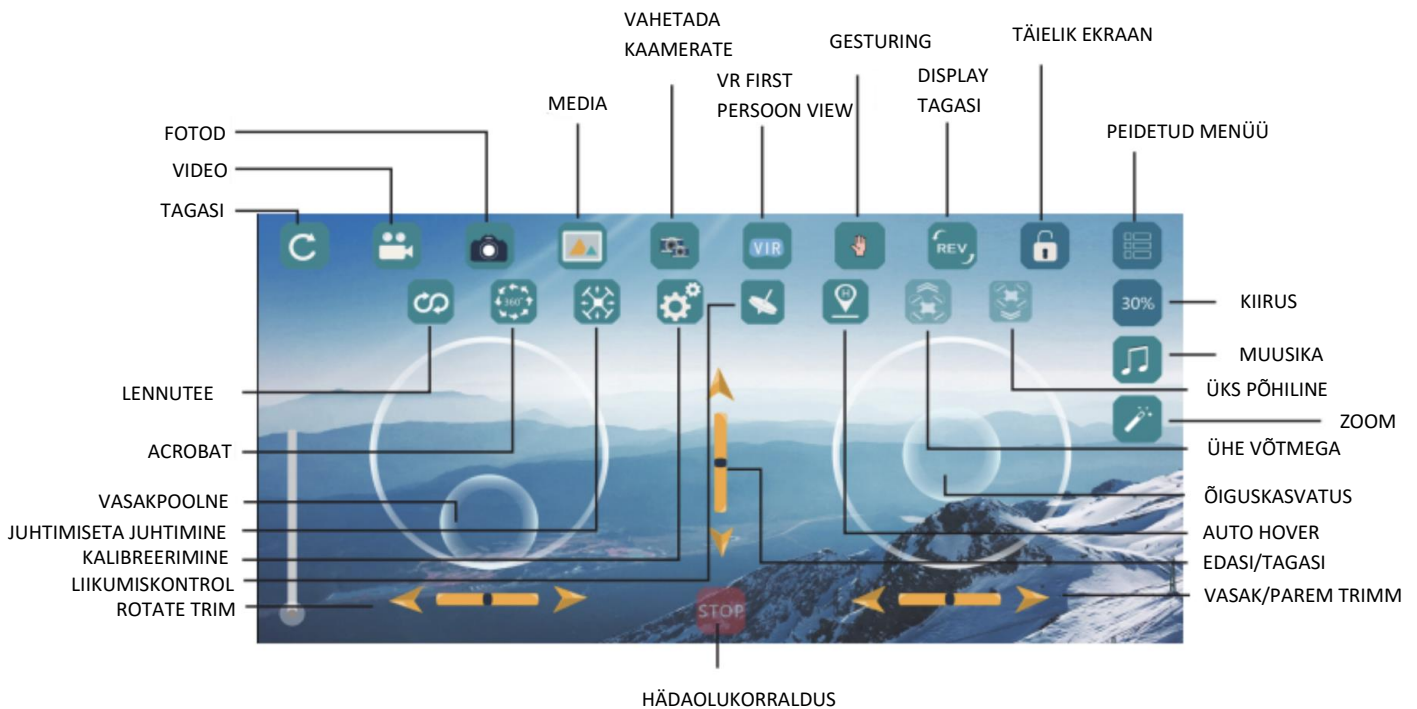 VAHETADA
KAAMERATE
GESTURING
TÄIELIK EKRAAN
VR FIRST
PERSOON VIEW
DISPLAY
TAGASI
MEDIA
PEIDETUD MENÜÜ
FOTOD
VIDEO
TAGASI
VIR
REV
360°
H
30%
KIIRUS
MUUSIKA
LENNUTEE
ÜKS PÕHILINE
ZOOM
ACROBAT
ÜHE VÕTMEGA
VASAKPOOLNE
ÕIGUSKASVATUS
JUHTIMISETA JUHTIMINE
AUTO HOVER
KALIBREERIMINE
EDASI/TAGASI
LIIKUMISKONTROL
ROTATE TRIM
VASAK/PAREM TRIMM
STOP
HÄDAOLUKORRALDUS